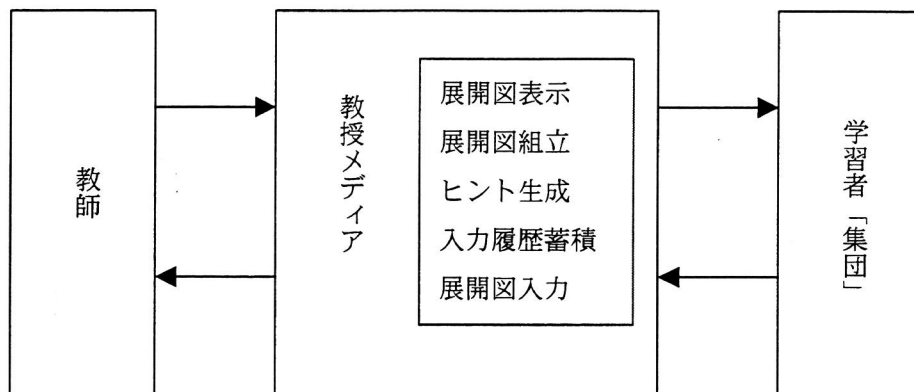 教師
教授メディア
展開図表示
展開図組立
ヒント生成
入力履歴蓄積
展開図入力
学習者「集団」